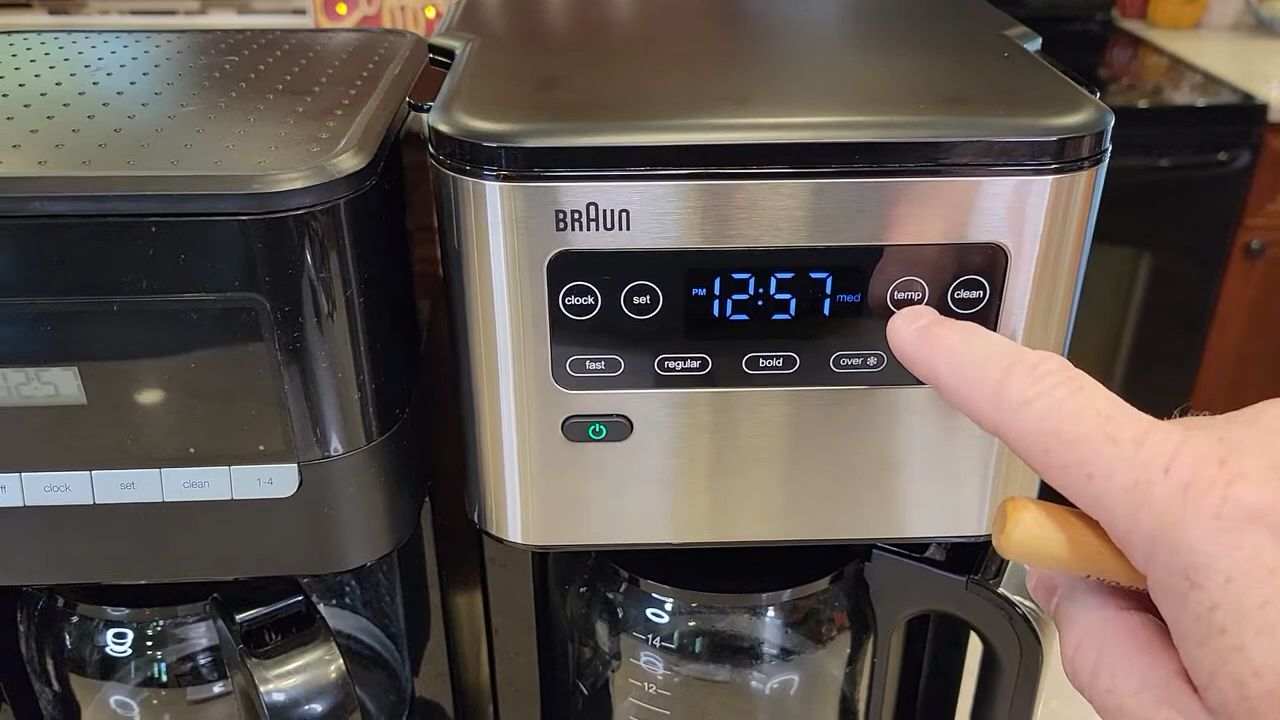 BRAUN
clock
set
PM 12:57 med
temp
clean
fast
regular
bold
over ❄
clock
set
clean
1-4
14
12